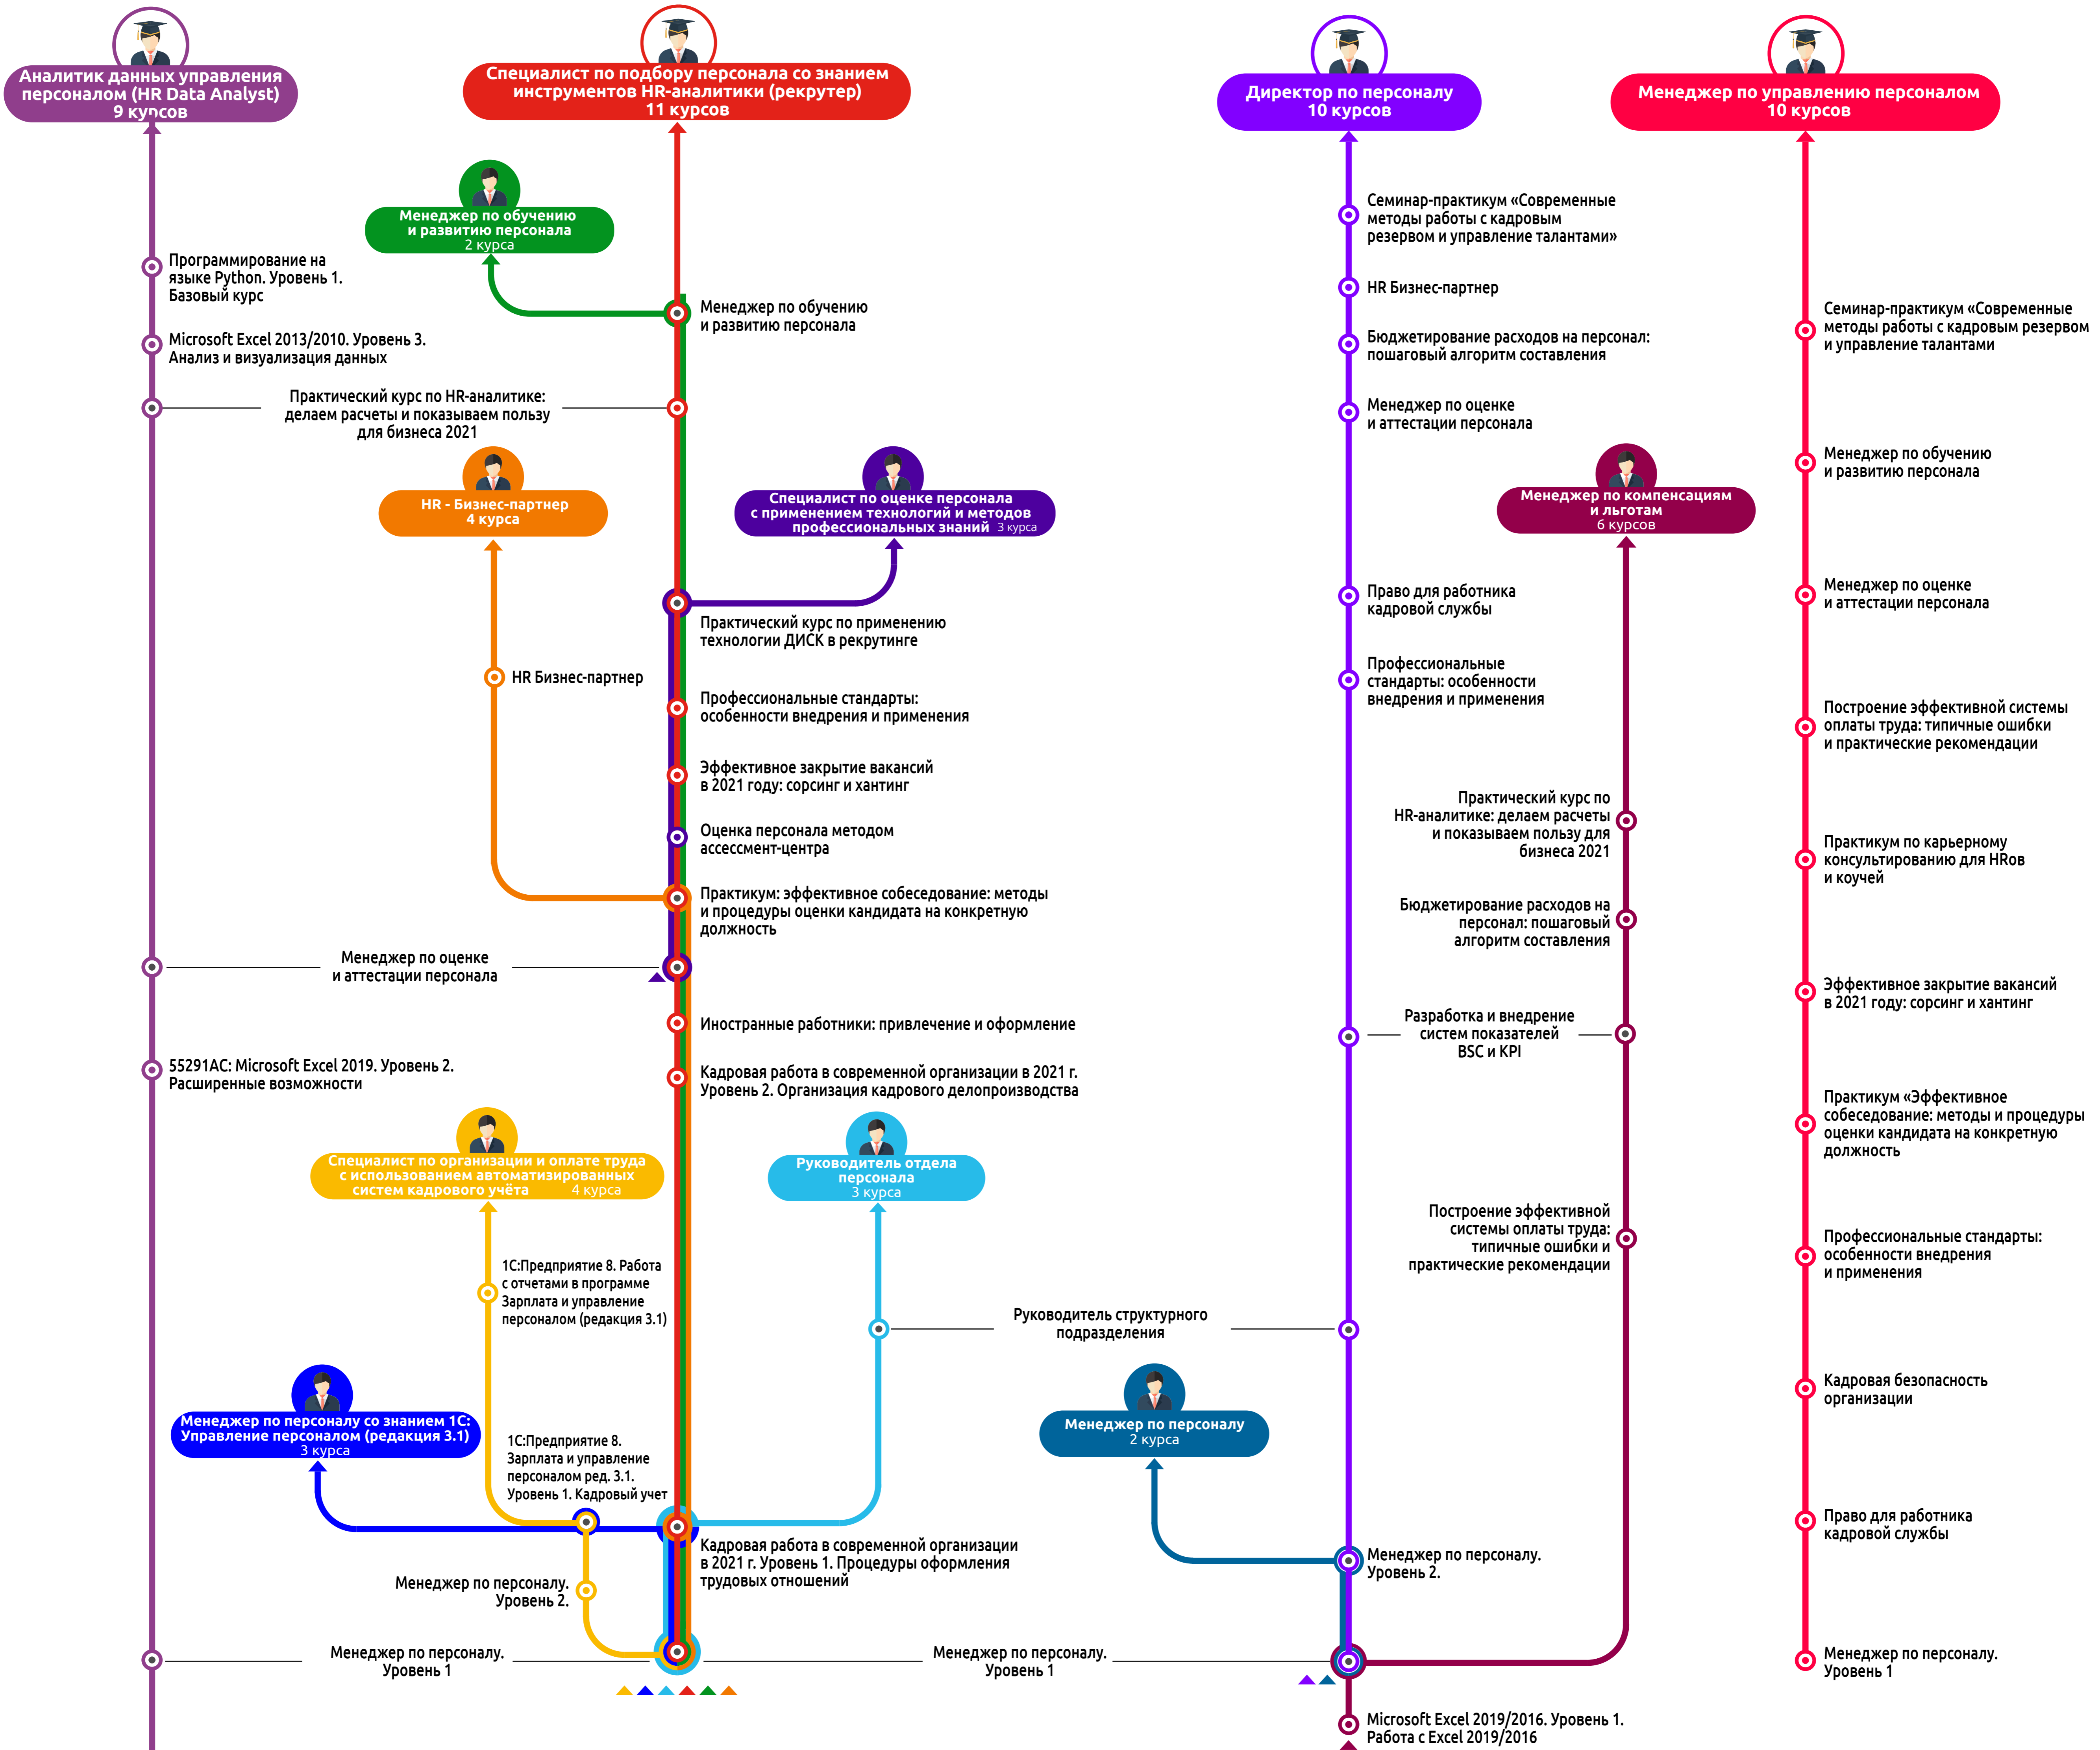 Аналитик данных управления
персоналом (HR Data Analyst)
9 курсов
Программирование на
языке Python. Уровень 1.
Базовый курс
Microsoft Excel 2013/2010. Уровень 3.
Анализ и визуализация данных
Практический курс по HR-аналитике:
делаем расчеты и показываем пользу
для бизнеса 2021
Менеджер по оценке
и аттестации персонала
55291AC: Microsoft Excel 2019. Уровень 2.
Расширенные возможности
Менеджер по персоналу.
Уровень 1
Специалист по подбору персонала со знанием
инструментов HR-аналитики (рекрутер)
11 курсов
Менеджер по обучению
и развитию персонала
2 курса
Менеджер по обучению
и развитию персонала
HR - Бизнес-партнер
4 курса
HR Бизнес-партнер
Специалист по оценке персонала
с применением технологий и методов
профессиональных знаний 3 курса
Практический курс по применению
технологии ДИСК в рекрутинге
Профессиональные стандарты:
особенности внедрения и применения
Эффективное закрытие вакансий
в 2021 году: сорсинг и хантинг
Оценка персонала методом
ассессмент-центра
Практикум: эффективное собеседование: методы
и процедуры оценки кандидата на конкретную
должность
Иностранные работники: привлечение и оформление
Кадровая работа в современной организации в 2021 г.
Уровень 2. Организация кадрового делопроизводства
Специалист по организации и оплате труда
с использованием автоматизированных
систем кадрового учёта 4 курса
1С:Предприятие 8. Работа
с отчетами в программе
Зарплата и управление
персоналом (редакция 3.1)
Менеджер по персоналу со знанием 1С:
Управление персоналом (редакция 3.1)
3 курса
1С:Предприятие 8.
Зарплата и управление
персоналом ред. 3.1.
Уровень 1. Кадровый учет
Менеджер по персоналу.
Уровень 2.
Руководитель отдела
персонала
3 курса
Кадровая работа в современной организации
в 2021 г. Уровень 1. Процедуры оформления
трудовых отношений
Руководитель структурного
подразделения
Менеджер по персоналу
2 курса
Менеджер по персоналу.
Уровень 1
Директор по персоналу
10 курсов
Семинар-практикум «Современные
методы работы с кадровым
резервом и управление талантами»
HR Бизнес-партнер
Бюджетирование расходов на персонал:
пошаговый алгоритм составления
Менеджер по оценке
и аттестации персонала
Право для работника
кадровой службы
Профессиональные
стандарты: особенности
внедрения и применения
Разработка и внедрение
систем показателей
BSC и KPI
Менеджер по персоналу.
Уровень 2.
Microsoft Excel 2019/2016. Уровень 1.
Работа с Excel 2019/2016
Менеджер по компенсациям
и льготам
6 курсов
Практический курс по
HR-аналитике: делаем расчеты
и показываем пользу для
бизнеса 2021
Бюджетирование расходов на
персонал: пошаговый
алгоритм составления
Построение эффективной
системы оплаты труда:
типичные ошибки и
практические рекомендации
Менеджер по управлению персоналом
10 курсов
Семинар-практикум «Современные
методы работы с кадровым резервом
и управление талантами
Менеджер по обучению
и развитию персонала
Менеджер по оценке
и аттестации персонала
Построение эффективной системы
оплаты труда: типичные ошибки
и практические рекомендации
Практикум по карьерному
консультированию для HRов
и коучей
Эффективное закрытие вакансий
в 2021 году: сорсинг и хантинг
Практикум «Эффективное
собеседование: методы и процедуры
оценки кандидата на конкретную
должность
Профессиональные стандарты:
особенности внедрения
и применения
Кадровая безопасность
организации
Право для работника
кадровой службы
Менеджер по персоналу.
Уровень 1